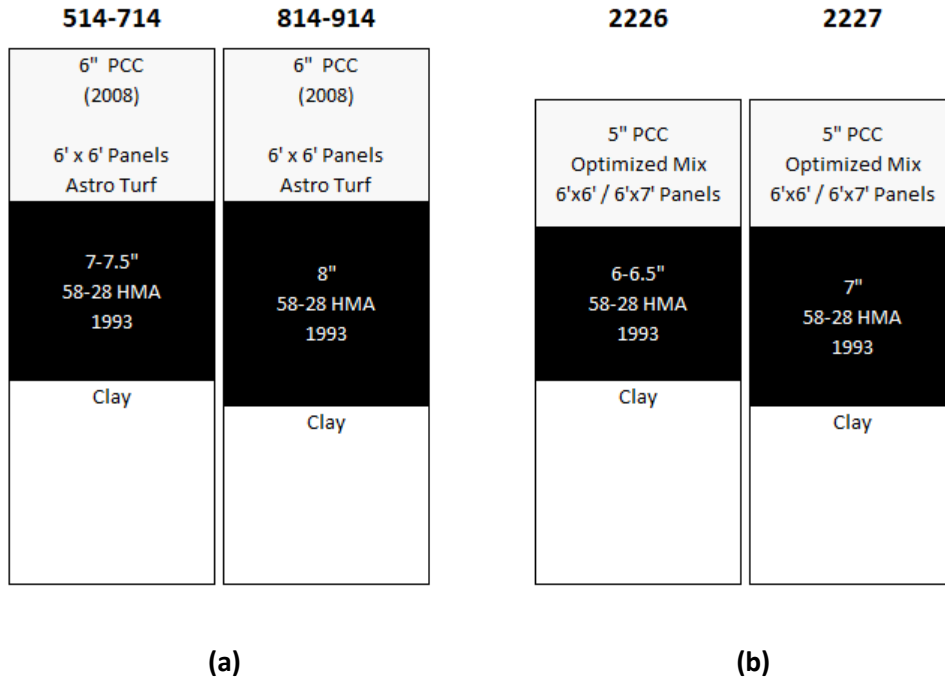 514-714
6" PCC
(2008)
6' x 6' Panels
Astro Turf
7-7.5"
58-28 HMA
1993
Clay
814-914
6" PCC
(2008)
6' x 6' Panels
Astro Turf
8"
58-28 HMA
1993
Clay
(a)
2226
5" PCC
Optimized Mix
6'x6' / 6'x7' Panels
6-6.5"
58-28 HMA
1993
Clay
2227
5" PCC
Optimized Mix
6'x6' / 6'x7' Panels
7"
58-28 HMA
1993
Clay
(b)